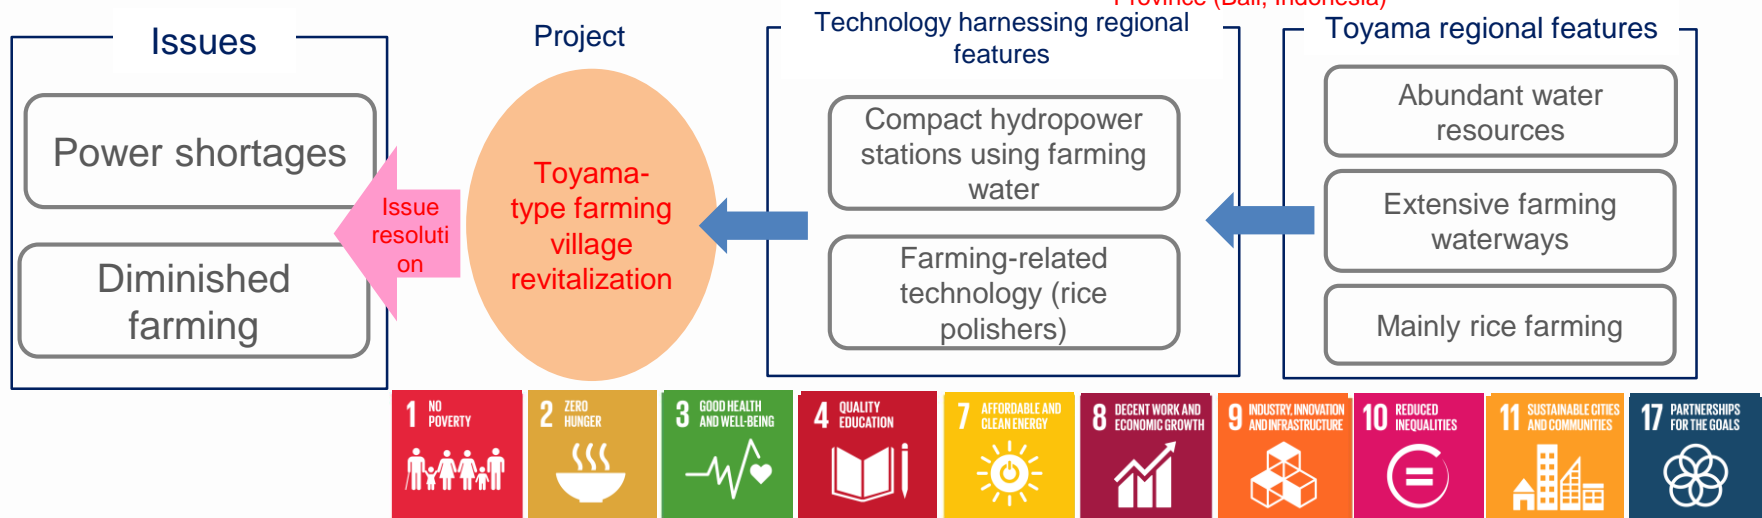 Province (Bali, Indonesia)
Issues
Power shortages
Diminished
farming
Issue
resoluti
on
Project
Toyama-
type farming
village
revitalization
Technology harnessing regional
features
Compact hydropower
stations using farming
water
Farming-related
technology (rice
polishers)
Toyama regional features
Abundant water
resources
Extensive farming
waterways
Mainly rice farming
1 NO
POVERTY
2 ZERO
HUNGER
3 GOOD HEALTH
AND WELL-BEING
4 QUALITY
EDUCATION
7 AFFORDABLE AND
CLEAN ENERGY
8 DECENT WORK AND
ECONOMIC GROWTH
9 INDUSTRY, INNOVATION
AND INFRASTRUCTURE
10 REDUCED
INEQUALITIES
11 SUSTAINABLE CITIES
AND COMMUNITIES
17 PARTNERSHIPS
FOR THE GOALS